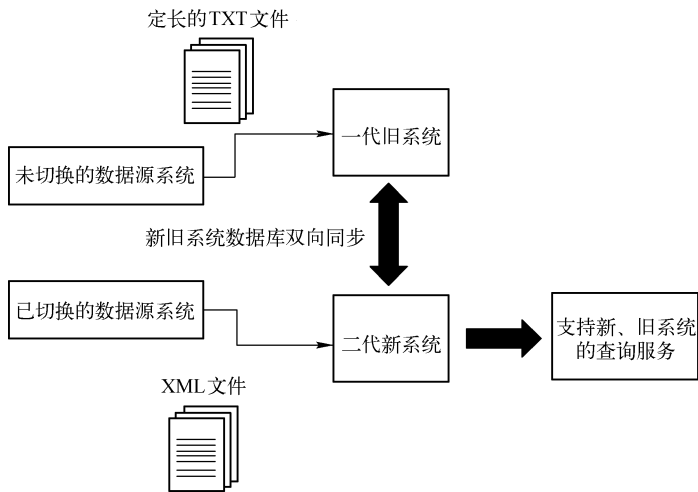 定长的TXT文件
一代旧系统
未切换的数据源系统
新旧系统数据库双向同步
已切换的数据源系统
二代新系统
支持新、旧系统
的查询服务
XML文件